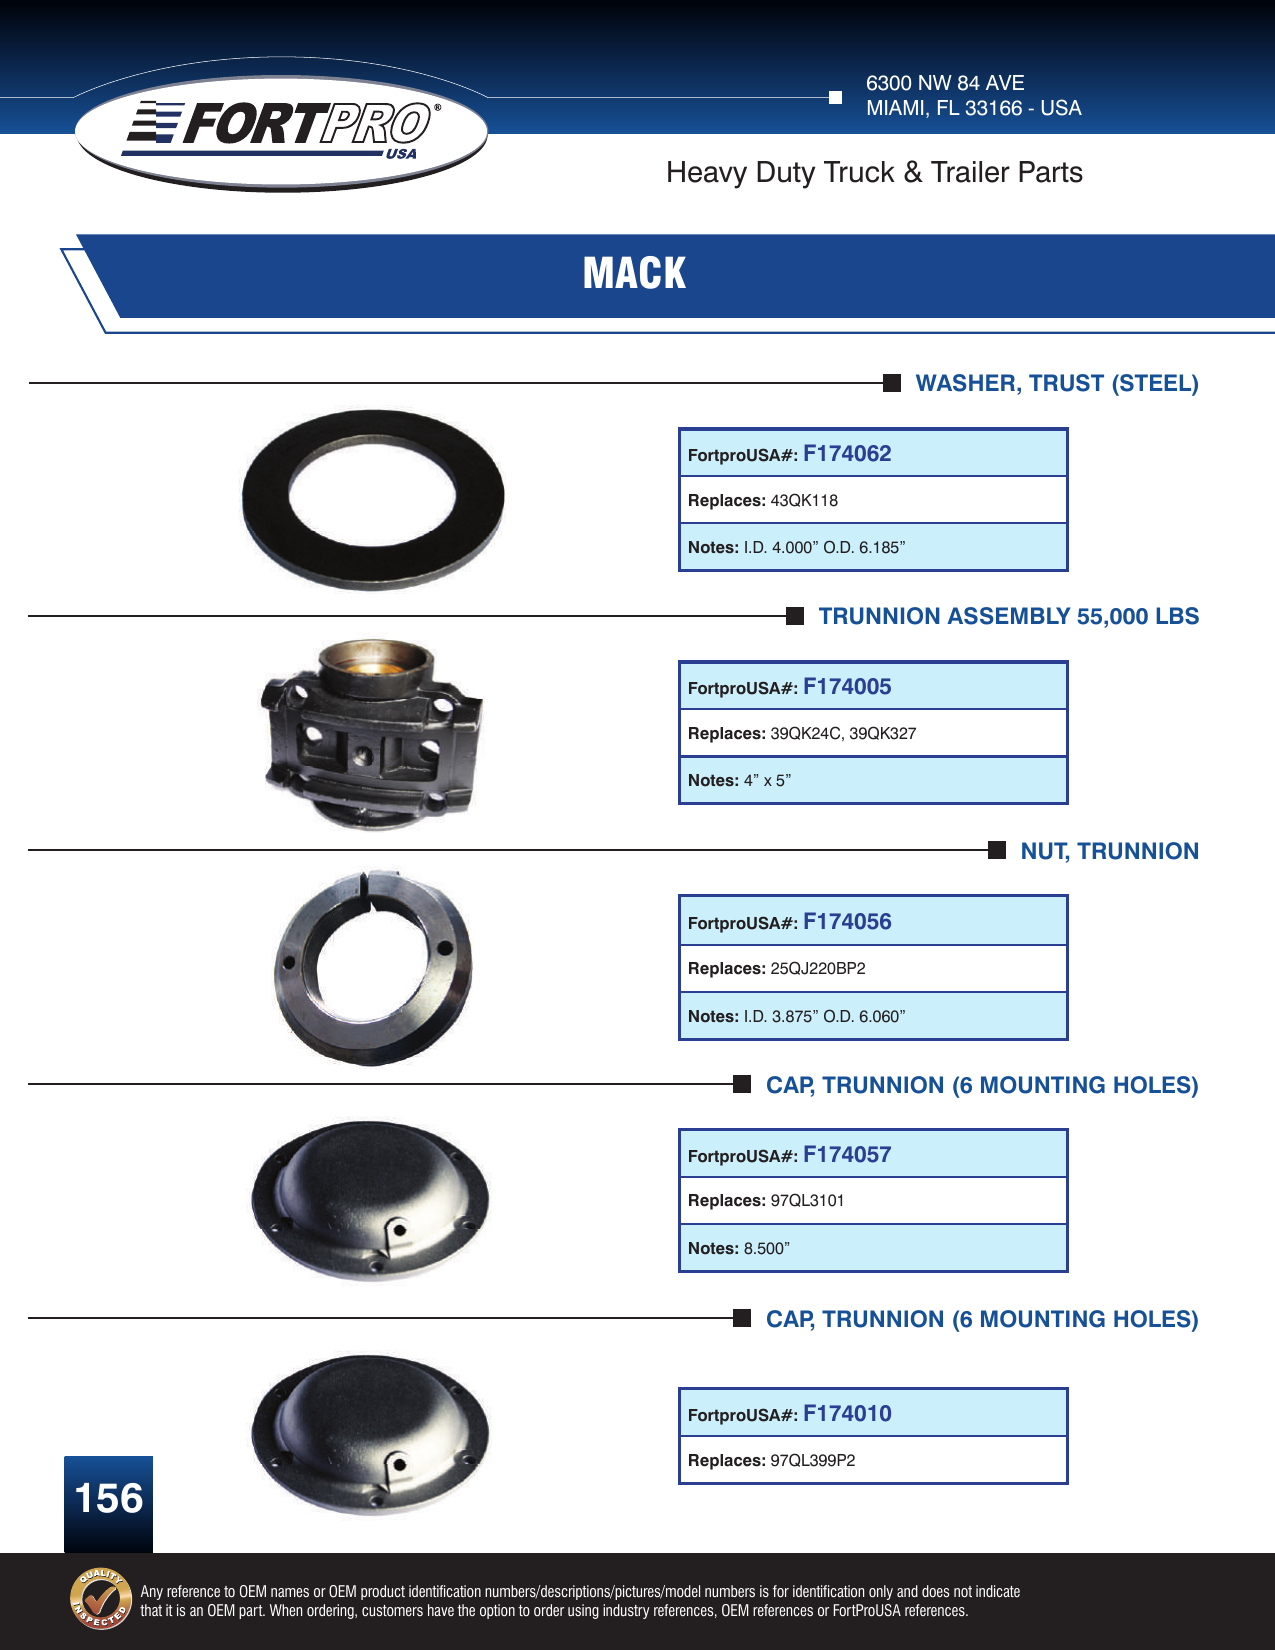 FORTPRO®
USA
6300 NW 84 AVE
MIAMI, FL 33166 - USA
Heavy Duty Truck & Trailer Parts
MACK
WASHER, TRUST (STEEL)
FortproUSA#: F174062
Replaces: 43QK118
Notes: I.D. 4.000” O.D. 6.185”
TRUNNION ASSEMBLY 55,000 LBS
FortproUSA#: F174005
Replaces: 39QK24C, 39QK327
Notes: 4” x 5”
NUT, TRUNNION
FortproUSA#: F174056
Replaces: 25QJ220BP2
Notes: I.D. 3.875” O.D. 6.060”
CAP, TRUNNION (6 MOUNTING HOLES)
FortproUSA#: F174057
Replaces: 97QL3101
Notes: 8.500”
CAP, TRUNNION (6 MOUNTING HOLES)
FortproUSA#: F174010
Replaces: 97QL399P2
156
QUALITY
INSPECTED
Any reference to OEM names or OEM product identification numbers/descriptions/pictures/model numbers is for identification only and does not indicate
that it is an OEM part. When ordering, customers have the option to order using industry references, OEM references or FortProUSA references.